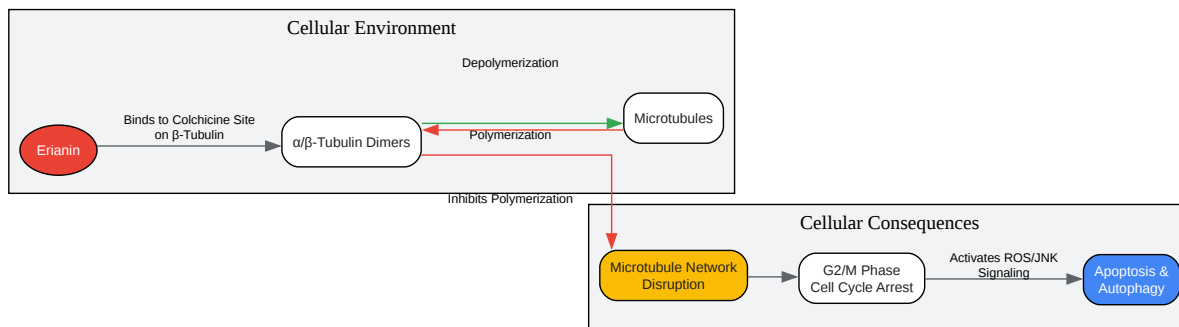 Cellular Environment
Depolymerization
Binds to Colchicine Site
on β-Tubulin
Microtubules
Polymerization
Erianin
α/β-Tubulin Dimers
Inhibits Polymerization
Cellular Consequences
Microtubule Network
Disruption
G2/M Phase
Cell Cycle Arrest
Activates ROS/JNK
Signaling
Apoptosis &
Autophagy